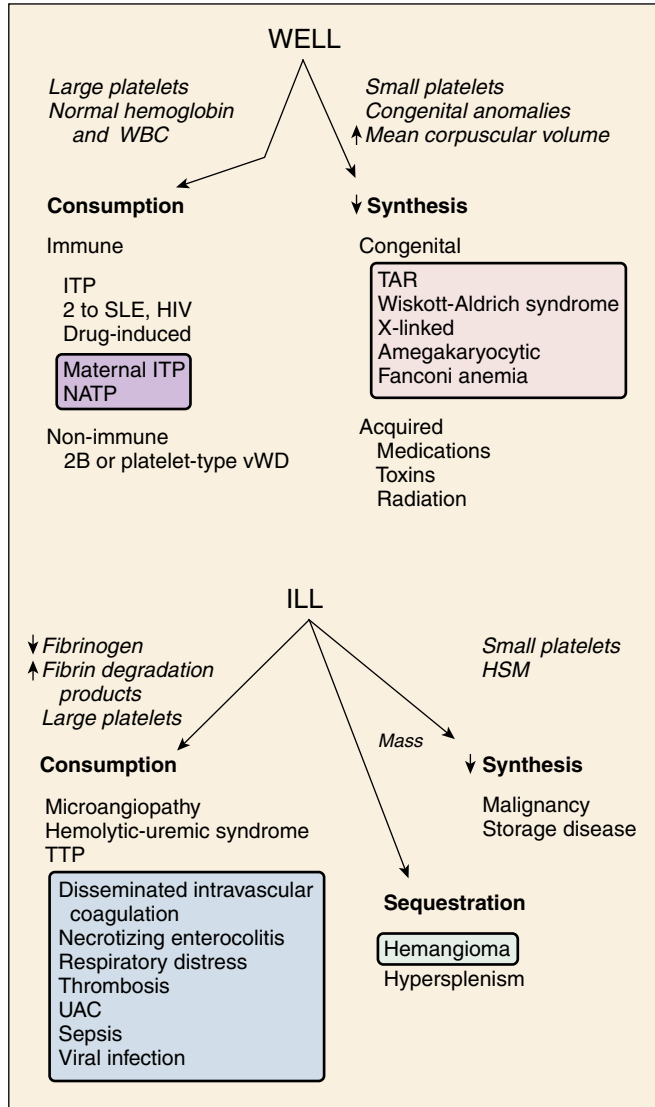 WELL
Large platelets
Normal hemoglobin
and WBC
Small platelets
Congenital anomalies
↑ Mean corpuscular volume
Consumption
Immune
ITP
2 to SLE, HIV
Drug-induced
Maternal ITP
NATP
Non-immune
2B or platelet-type vWD
↓ Synthesis
Congenital
TAR
Wiskott-Aldrich syndrome
X-linked
Amegakaryocytic
Fanconi anemia
Acquired
Medications
Toxins
Radiation
ILL
↓ Fibrinogen
↑ Fibrin degradation
products
Large platelets
Small platelets
HSM
Mass
Consumption
Microangiopathy
Hemolytic-uremic syndrome
TTP
Disseminated intravascular
coagulation
Necrotizing enterocolitis
Respiratory distress
Thrombosis
UAC
Sepsis
Viral infection
↓ Synthesis
Malignancy
Storage disease
Sequestration
Hemangioma
Hypersplenism